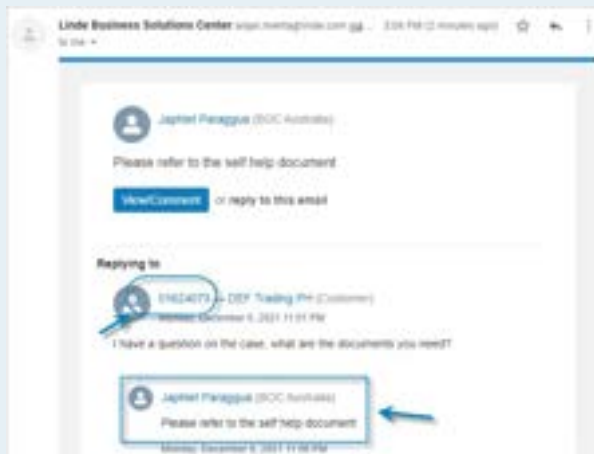 Linde Business Solutions Center
to me
Japhet Paraggua (BOC Australia)
Please refer to the self help document
View/Comment or reply to this email
Replying to
DEF Trading PH (Customer)
Monday, December 6, 2021 11:01 PM
I have a question on the case, what are the documents you need?
Japhet Paraggua (BOC Australia)
Please refer to the self help document
Monday, December 6, 2021 PM